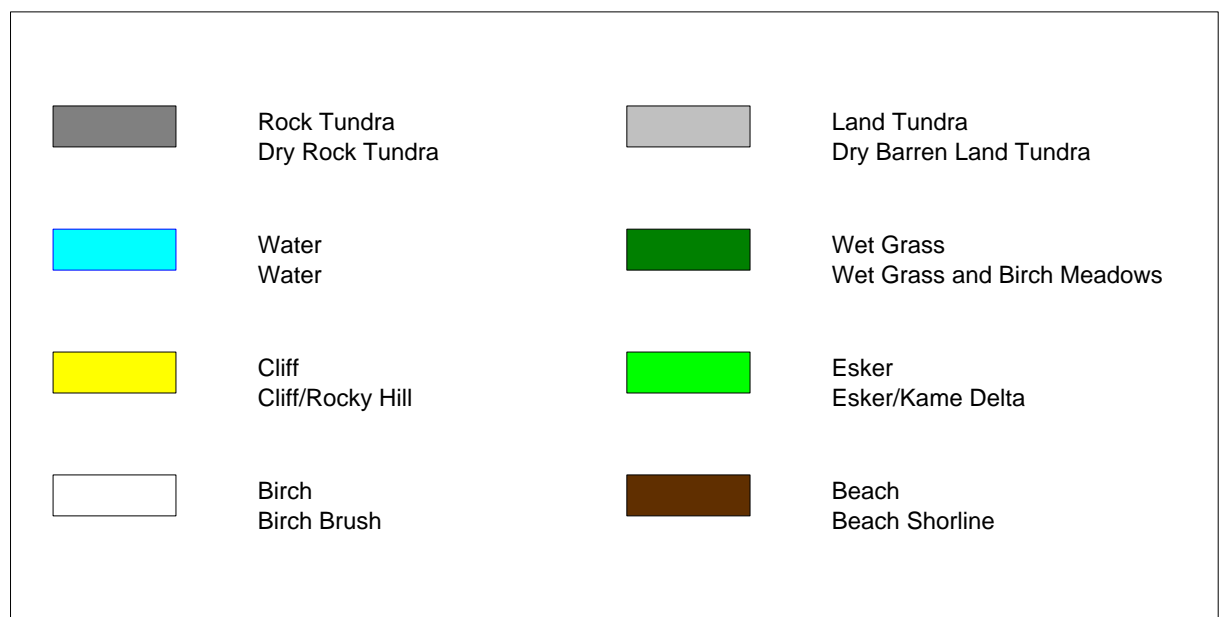 Rock Tundra
Dry Rock Tundra
Land Tundra
Dry Barren Land Tundra
Water
Water
Wet Grass
Wet Grass and Birch Meadows
Cliff
Cliff/Rocky Hill
Esker
Esker/Kame Delta
Birch
Birch Brush
Beach
Beach Shorline